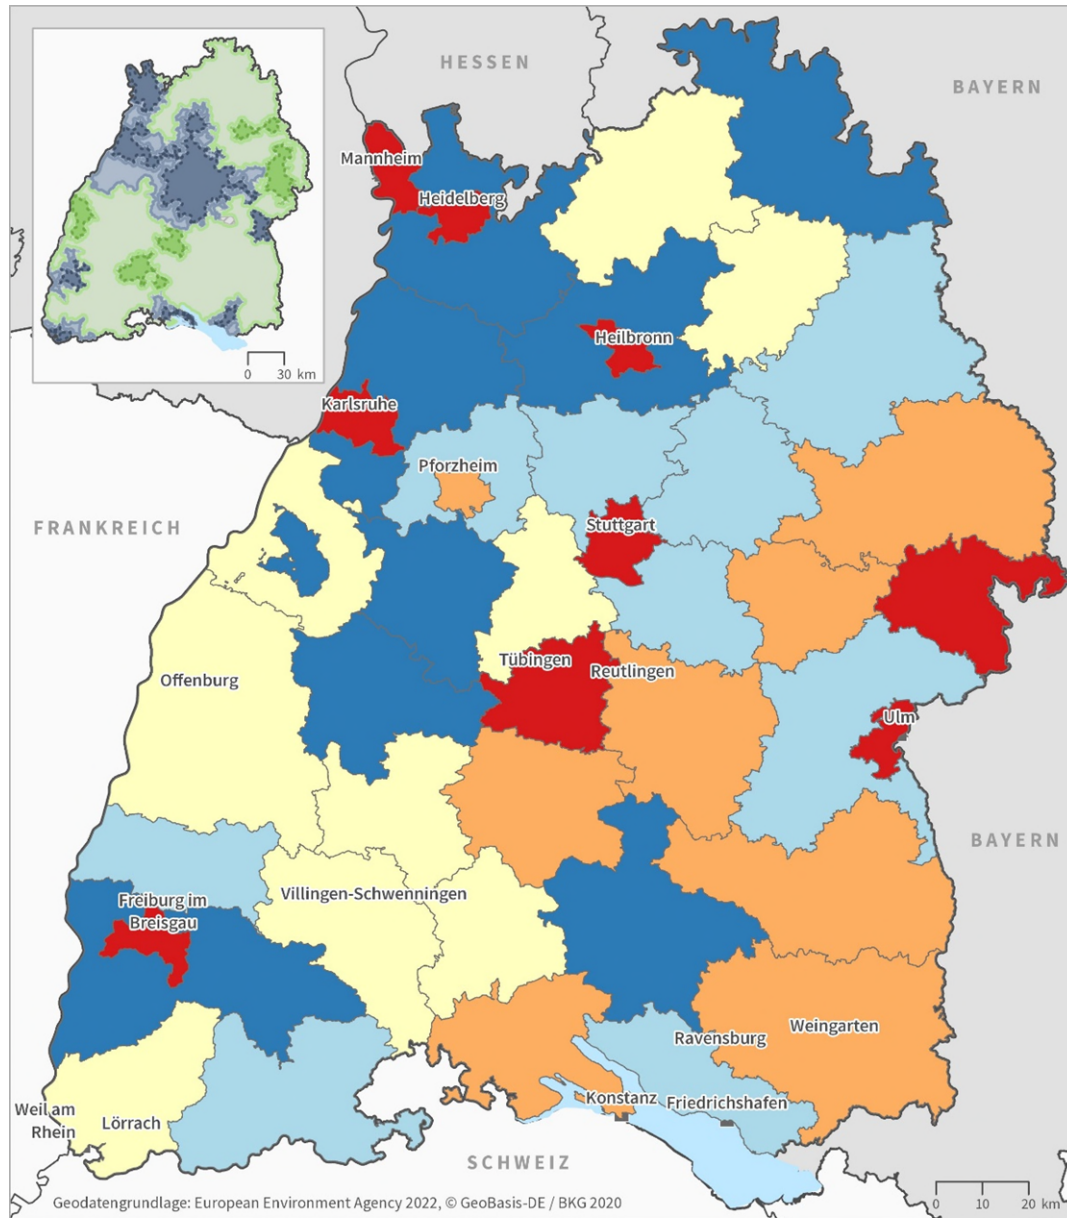 HESSEN
BAYERN
Mannheim
Heidelberg
Heilbronn
0 30 km
Karlsruhe
Pforzheim
FRANKREICH
Stuttgart
Tübingen
Reutlingen
Offenburg
Ulm
BAYERN
Villingen-Schwenningen
Freiburg im
Breisgau
Weingarten
Ravensburg
Konstanz
Friedrichshafen
Weil am
Rhein
Lörrach
SCHWEIZ
0 10 20 km
Geodatengrundlage: European Environment Agency 2022, © GeoBasis-DE / BKG 2020